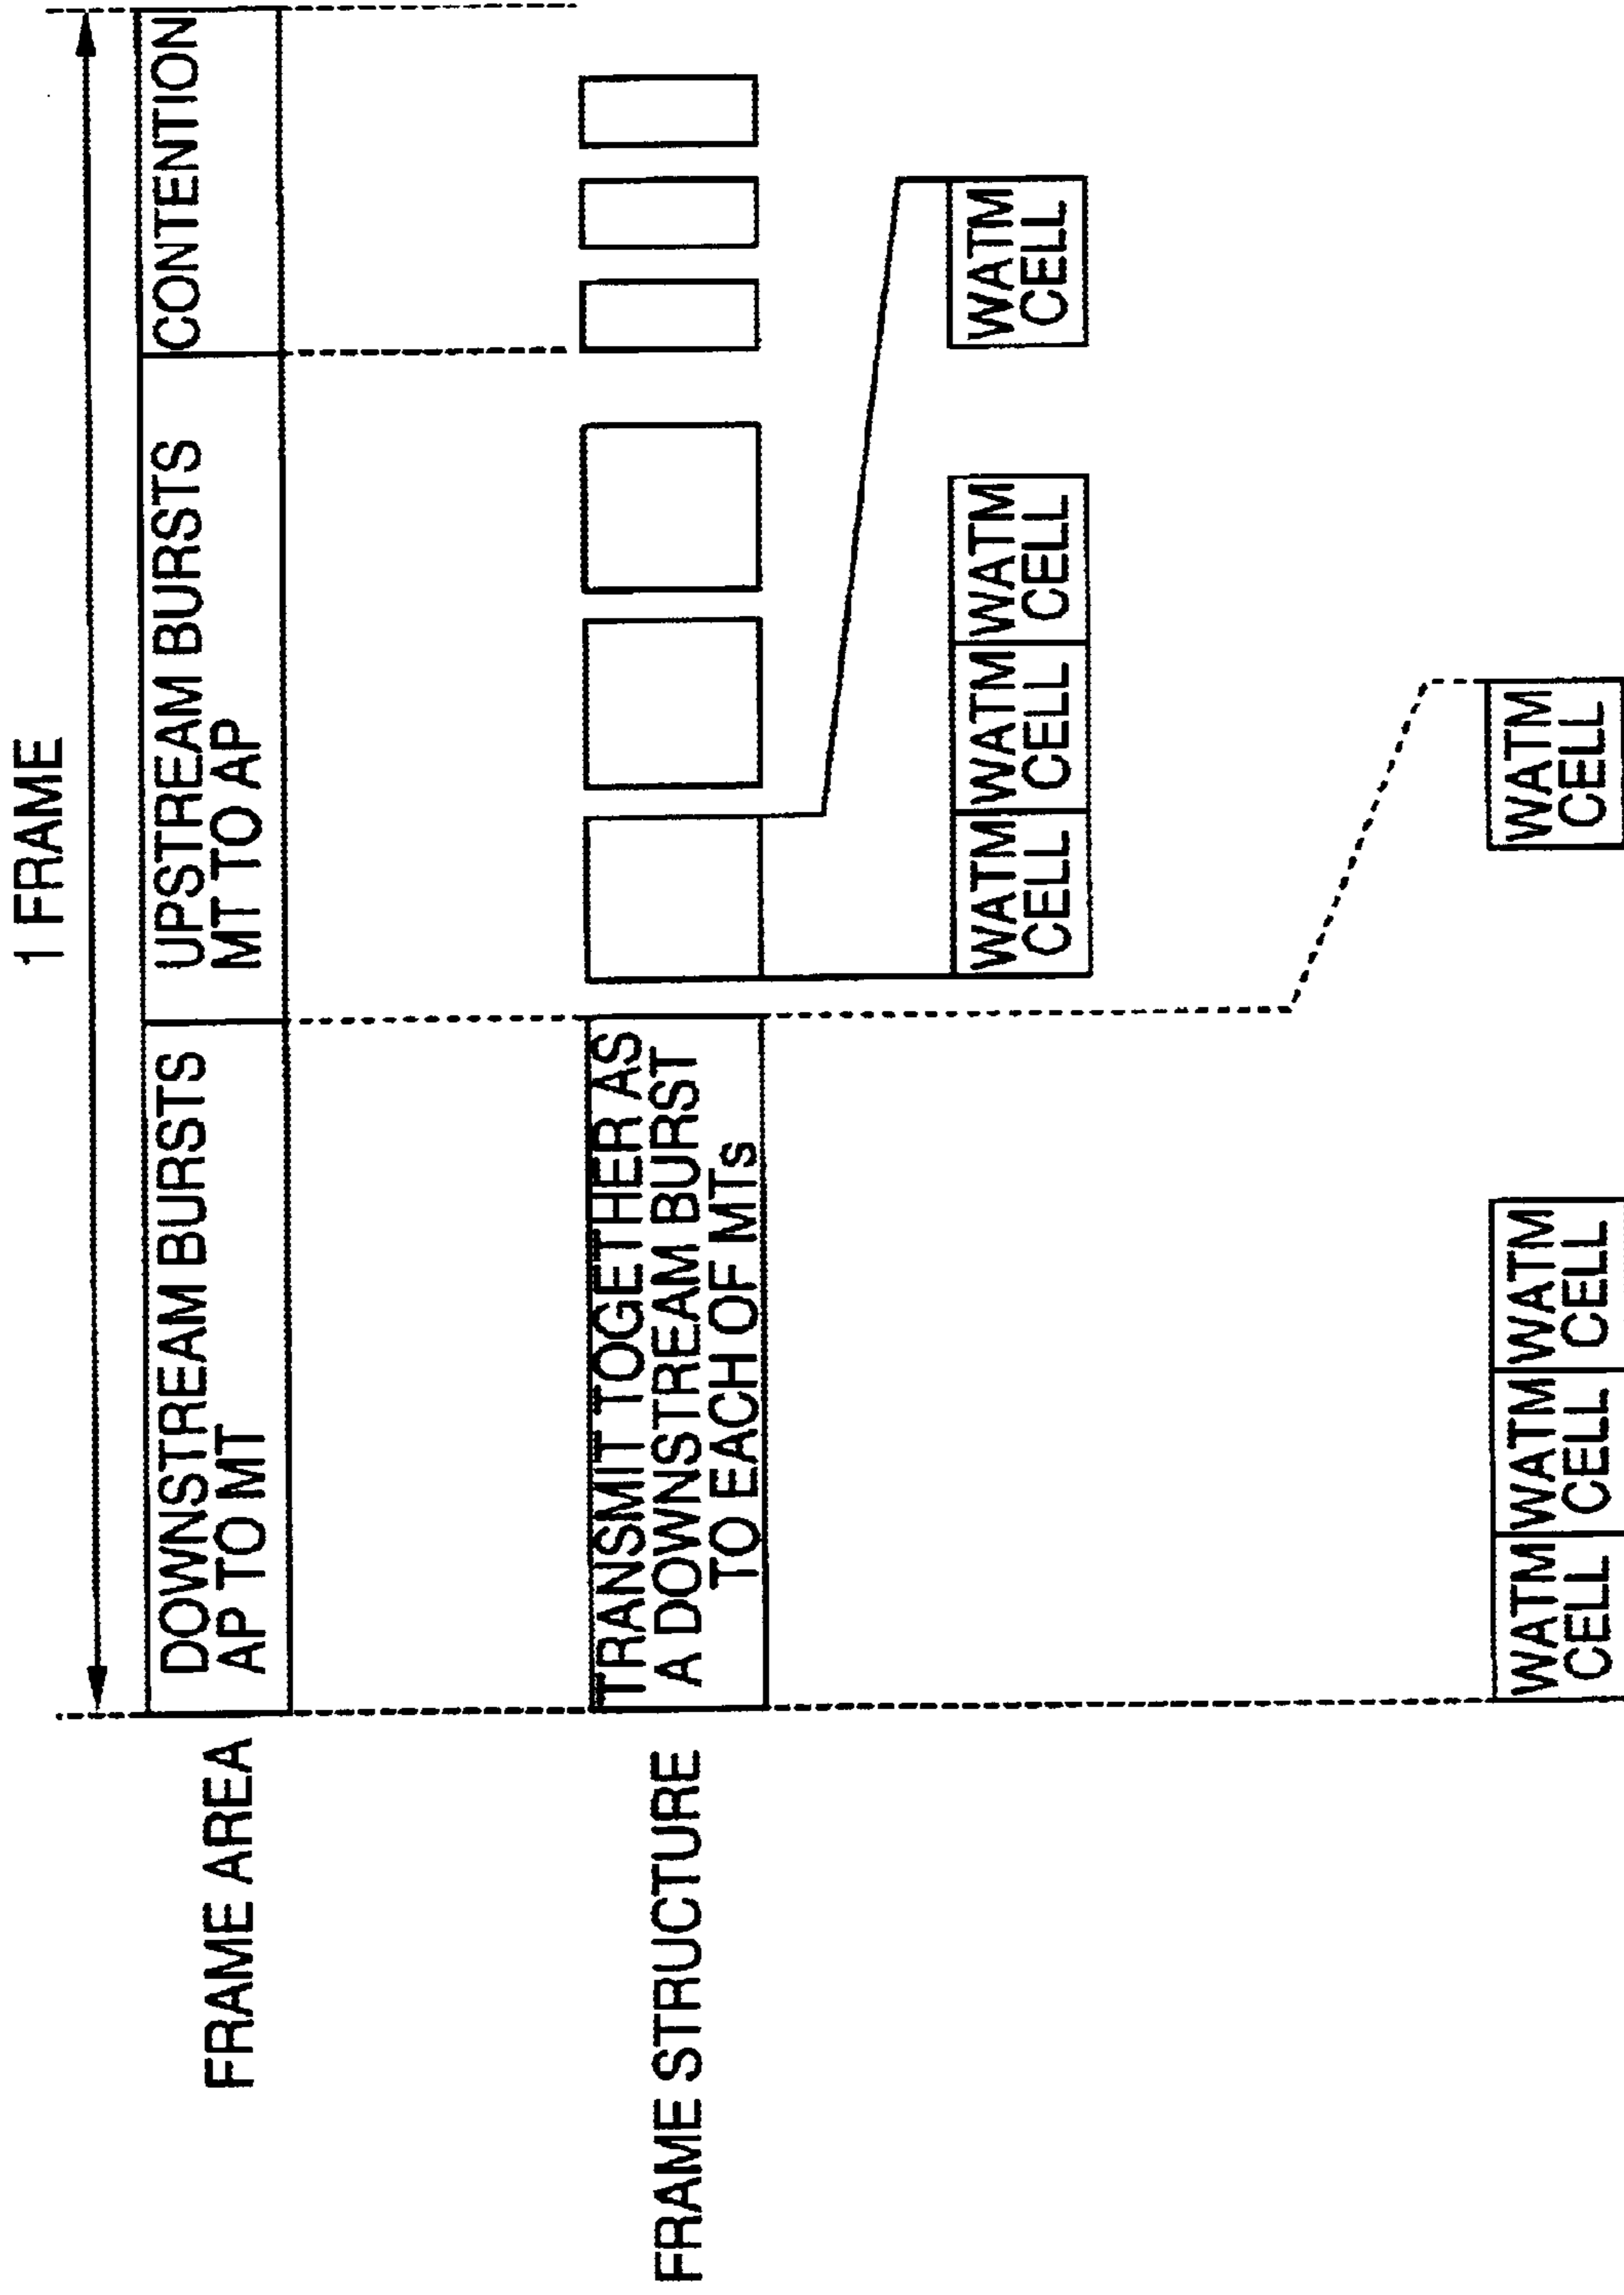 1 FRAME
FRAME AREA
DOWNSTREAM BURSTS
AP TO MT
UPSTREAM BURSTS
MT TO AP
CONTENTION
FRAME STRUCTURE
TRANSMIT TOGETHER AS
A DOWNSTREAM BURST
TO EACH OF MTs
WATM
CELL
WATM
CELL
WATM
CELL
WATM
CELL
WATM
CELL
WATM
CELL
WATM
CELL
WATM
CELL